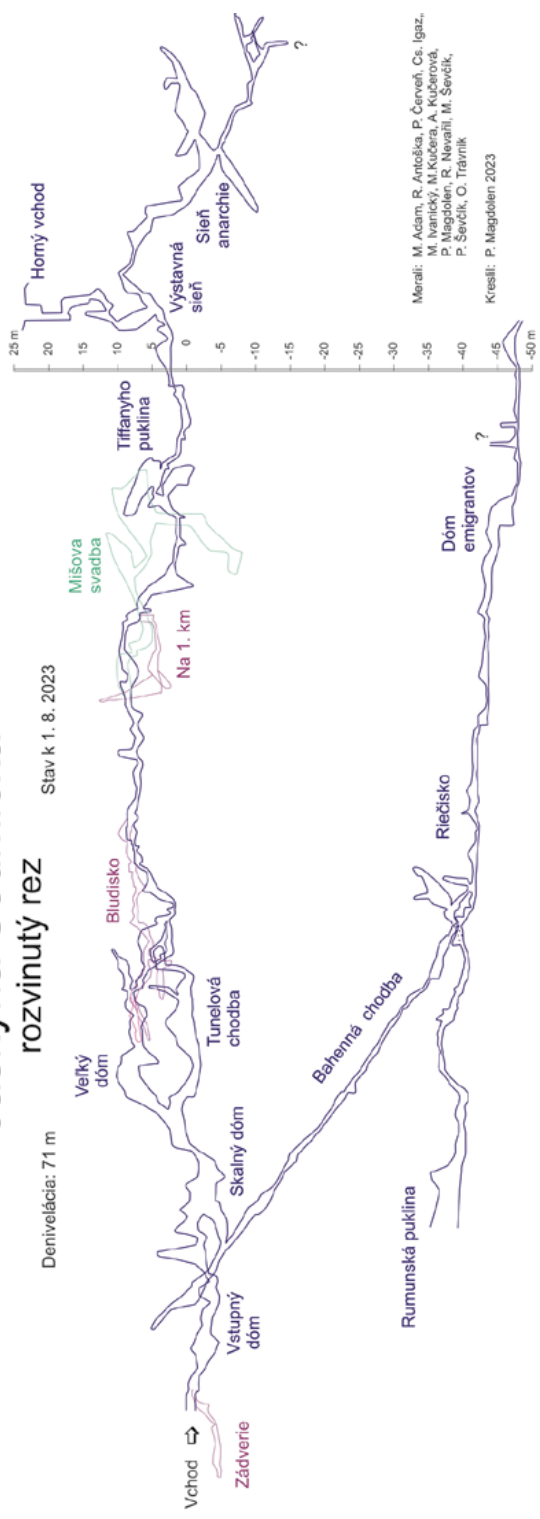 rozvinutý rez
Denivelácia: 71 m
Stav k 1. 8. 2023
Vchod
Zádverie
Vstupný
dóm
Skalný dóm
Veľký
dóm
Tunelová
chodba
Bludisko
Na 1. km
Mišova
svadba
Tiffanyho
puklina
Horný vchod
Výstavná
sieň
Sieň
anarchie
?
25 m
20
15
10
5
0
-5
-10
-15
-20
-25
-30
-35
-40
-45
-50 m
Bahenná chodba
Rumunská puklina
Riečisko
Dóm
emigrantov
?
Merali: M. Adam, R. Antoška, P. Červeň, Cs. Igaz,
M. Ivanický, M.Kučera, A. Kučerová,
P. Magdolen, R. Nevařil, M. Ševčík,
P. Ševčík, O. Trávnik
Kreslil: P. Magdolen 2023